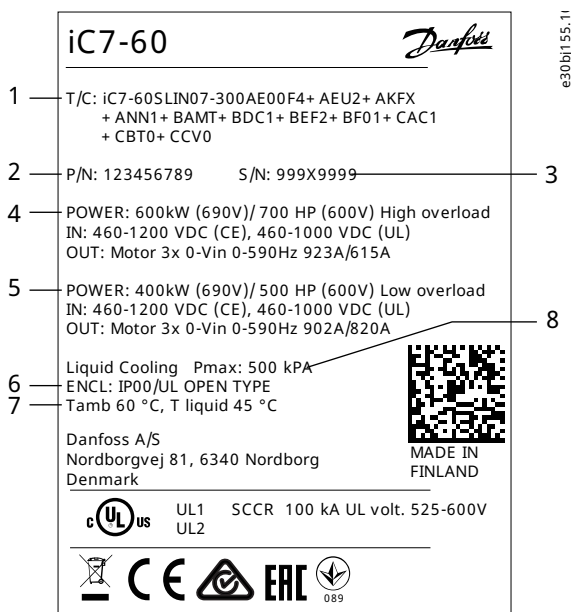 iC7-60
Danfoss
e30bi155.1
1
T/C: iC7-60SLIN07-300AE00F4+ AEU2+ AKFX
+ ANN1+ BAMT+ BDC1+ BEF2+ BF01+ CAC1
+ CBT0+ CCV0
2
P/N: 123456789 S/N: 999X9999
3
4
POWER: 600kW (690V)/ 700 HP (600V) High overload
IN: 460-1200 VDC (CE), 460-1000 VDC (UL)
OUT: Motor 3x 0-Vin 0-590Hz 923A/615A
5
POWER: 400kW (690V)/ 500 HP (600V) Low overload
IN: 460-1200 VDC (CE), 460-1000 VDC (UL)
OUT: Motor 3x 0-Vin 0-590Hz 902A/820A
8
Liquid Cooling Pmax: 500 kPA
6
ENCL: IP00/UL OPEN TYPE
7
Tamb 60 °C, T liquid 45 °C
Danfoss A/S
Nordborgvej 81, 6340 Nordborg
Denmark
MADE IN
FINLAND
c UL us
UL1 SCCR 100 kA UL volt. 525-600V
UL2
CE EAC
089